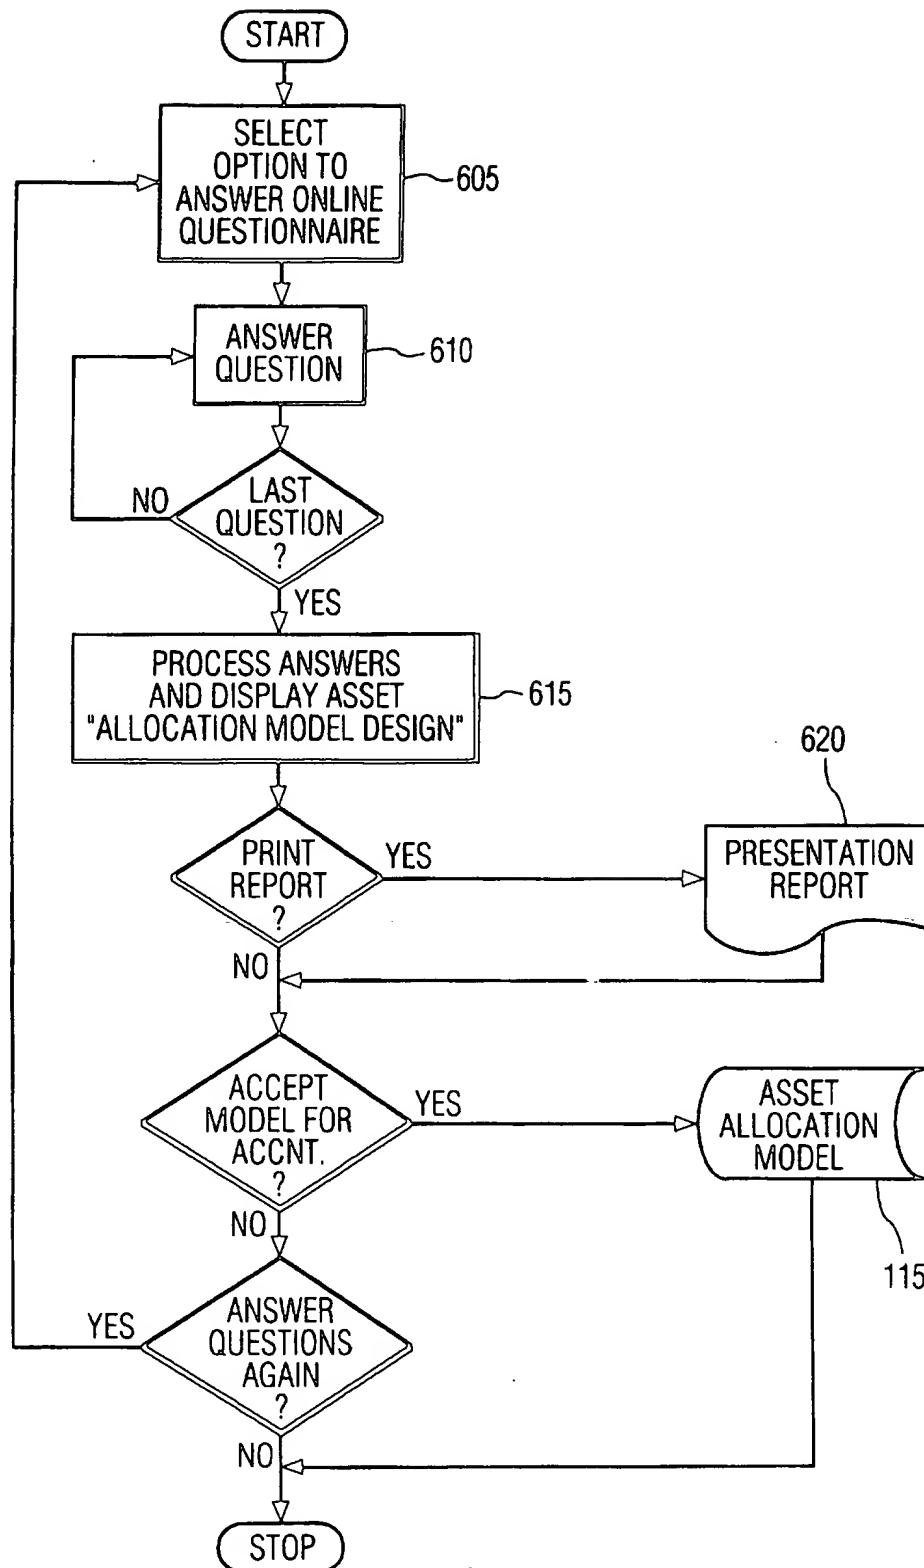 START
SELECT
OPTION TO
ANSWER ONLINE
QUESTIONNAIRE
605
ANSWER
QUESTION
610
NO
LAST
QUESTION
?
YES
PROCESS ANSWERS
AND DISPLAY ASSET
"ALLOCATION MODEL DESIGN"
615
620
PRINT
REPORT
?
YES
PRESENTATION
REPORT
NO
ACCEPT
MODEL FOR
ACCNT.
?
YES
ASSET
ALLOCATION
MODEL
NO
115
YES
ANSWER
QUESTIONS
AGAIN
?
NO
STOP